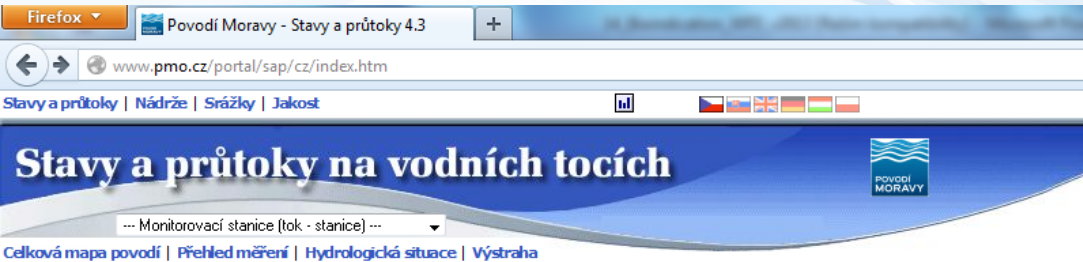 Firefox
Povodí Moravy - Stavy a průtoky 4.3 +
www.pmo.cz/portal/sap/cz/index.htm
Stavy a průtoky | Nádrže | Srážky | Jakost
Stavy a průtoky na vodních tocích
POVODÍ
MORAVY
--- Monitorovací stanice (tok - stanice) ---
Celková mapa povodí | Přehled měření | Hydrologická situace | Výstraha